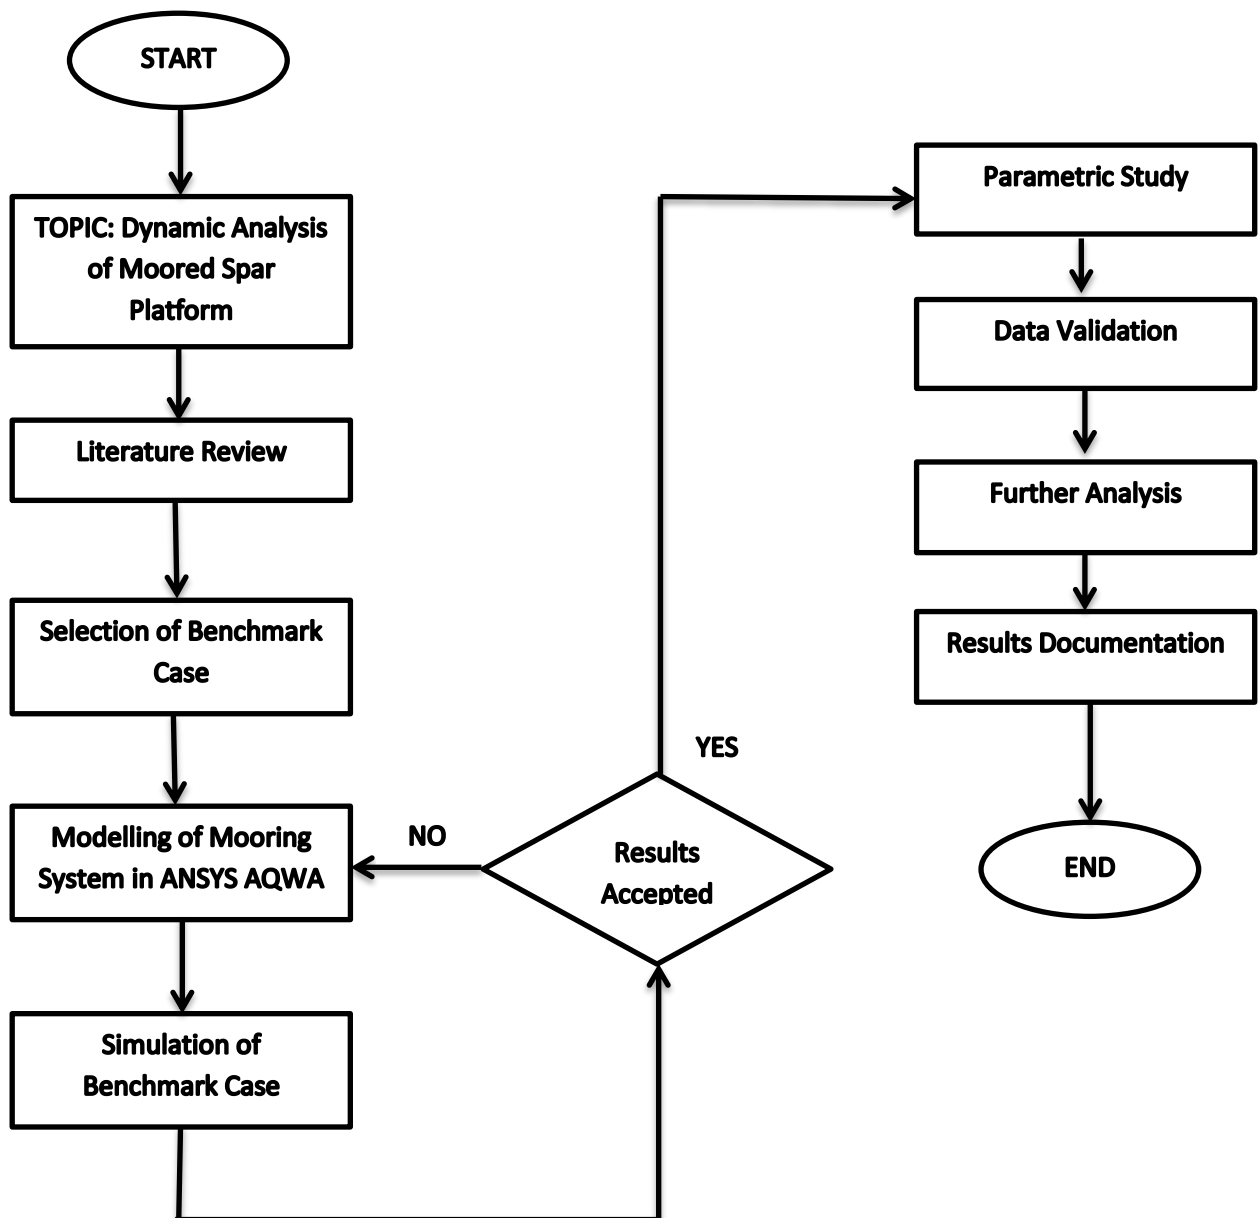 START
TOPIC: Dynamic Analysis
of Moored Spar
Platform
Literature Review
Selection of Benchmark
Case
Modelling of Mooring
System in ANSYS AQWA
Simulation of
Benchmark Case
NO
Results
Accepted
YES
Parametric Study
Data Validation
Further Analysis
Results Documentation
END